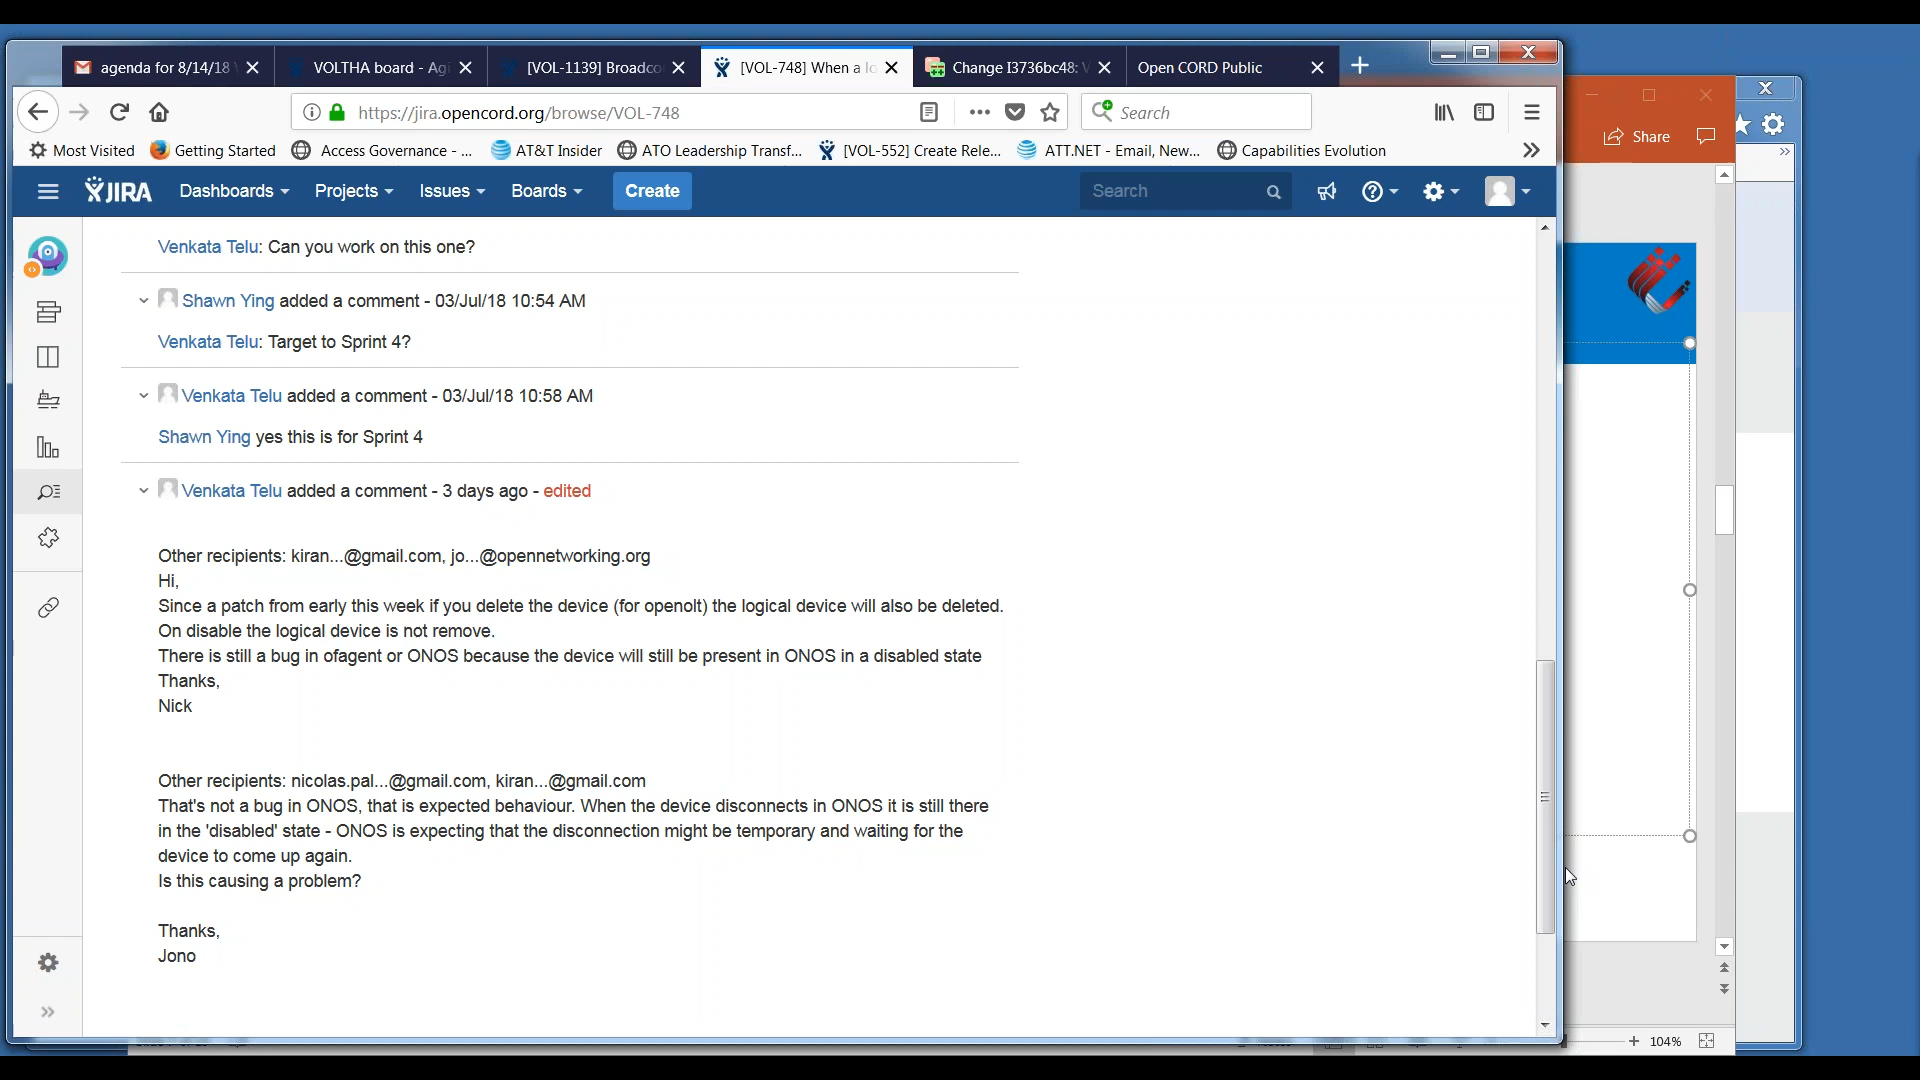 agenda for 8/14/18
VOLTHA board - Agi
[VOL-1139] Broadco
[VOL-748] When a lo
Change I3736bc48: V
Open CORD Public
https://jira.opencord.org/browse/VOL-748
Search
Most Visited
Getting Started
Access Governance - ...
AT&T Insider
ATO Leadership Transf...
[VOL-552] Create Rele...
ATT.NET - Email, New...
Capabilities Evolution
Share
JIRA
Dashboards
Projects
Issues
Boards
Create
Search
Venkata Telu: Can you work on this one?
Shawn Ying added a comment - 03/Jul/18 10:54 AM
Venkata Telu: Target to Sprint 4?
Venkata Telu added a comment - 03/Jul/18 10:58 AM
Shawn Ying yes this is for Sprint 4
Venkata Telu added a comment - 3 days ago - edited
Other recipients: kiran...@gmail.com, jo...@opennetworking.org
Hi,
Since a patch from early this week if you delete the device (for openolt) the logical device will also be deleted.
On disable the logical device is not remove.
There is still a bug in ofagent or ONOS because the device will still be present in ONOS in a disabled state
Thanks,
Nick
Other recipients: nicolas.pal...@gmail.com, kiran...@gmail.com
That's not a bug in ONOS, that is expected behaviour. When the device disconnects in ONOS it is still there
in the 'disabled' state - ONOS is expecting that the disconnection might be temporary and waiting for the
device to come up again.
Is this causing a problem?
Thanks,
Jono
104%